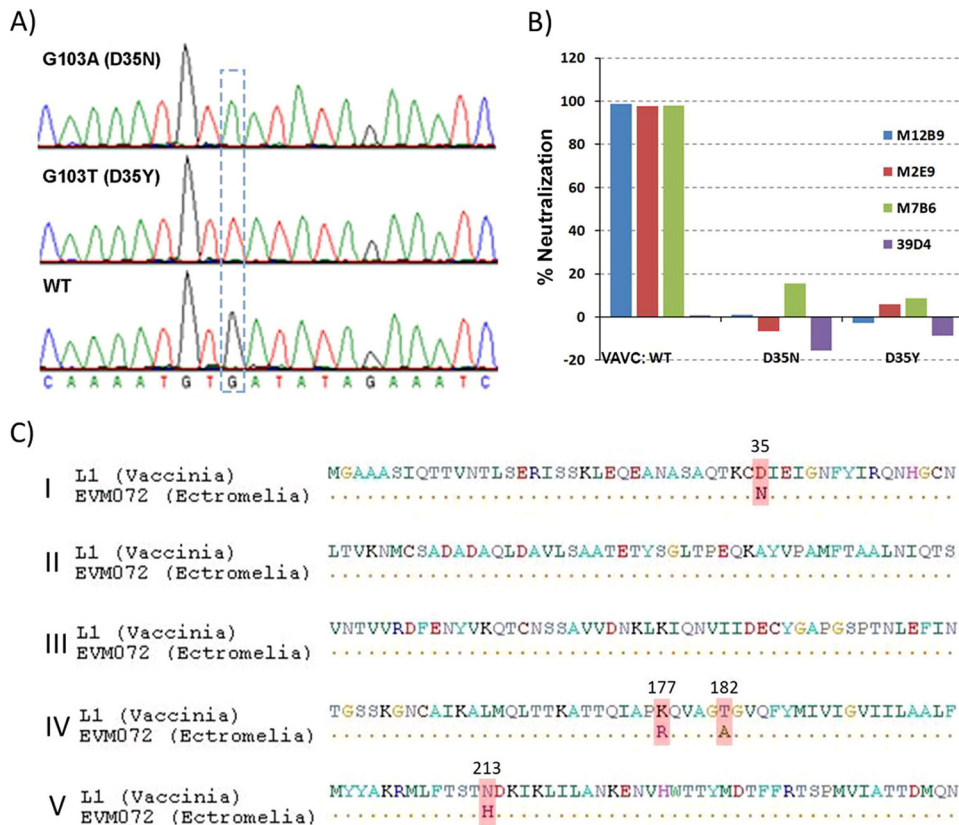 A)
G103A (D35N)
G103T (D35Y)
WT
C A A A A T G T G A T A T A G A A A T C
B)
% Neutralization
120
100
80
60
40
20
0
-20
M12B9
M2E9
M7B6
39D4
VAVC: WT D35N D35Y
C)
35
I L1 (Vaccinia) MGAAASIQTTVNTLSERISSKLEQEANASAQTKCDIEIGNFYIRQNHGCN
EVM072 (Ectromelia) ..................................N...............
II L1 (Vaccinia) LTVKNMCSADADAQLDAVLSAATETYSGLTPEQKAYVPAMFTAALNIQTS
EVM072 (Ectromelia) ..................................................
III L1 (Vaccinia) VNTVVRDFENYVKQTCNSSAVVDNKLKIQNVIIDECYGAPGSPTNLEFIN
EVM072 (Ectromelia) ..................................................
177 182
IV L1 (Vaccinia) TGSSKGNCAIKALMQLTTKATTQIAPKQVAGTGVQFYMIVIGVIILAALF
EVM072 (Ectromelia) ..........................R....A..................
213
V L1 (Vaccinia) MYYAKRMLFTSTNDKIKLILANKENVHWTTYMDTFFRTSPMVIATTDMQN
EVM072 (Ectromelia) ............H.....................................